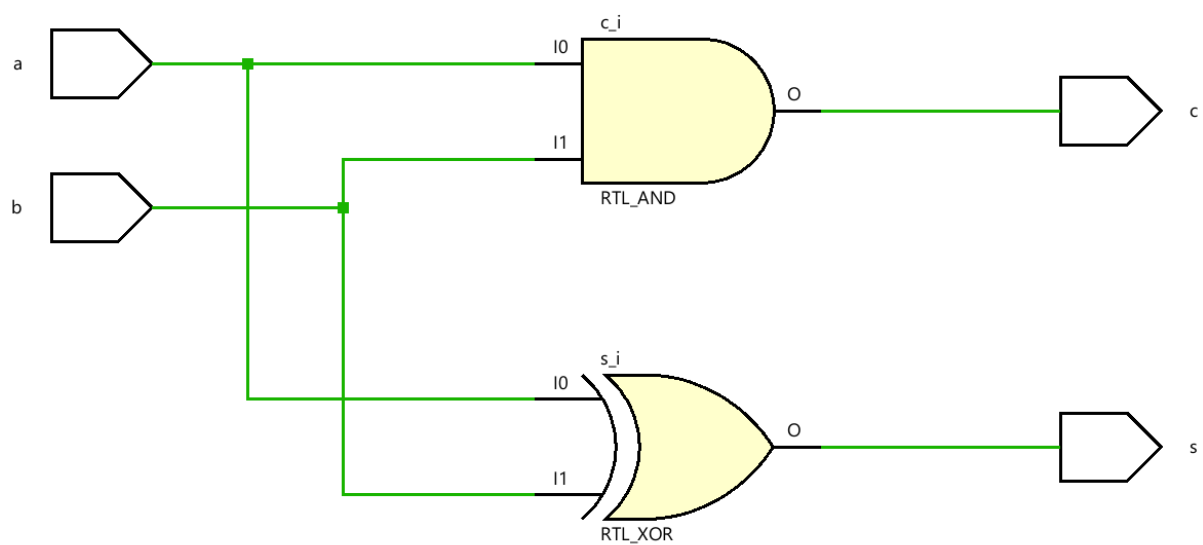 c_i
a
I0
O
c
I1
b
RTL_AND
s_i
I0
O
s
I1
RTL_XOR